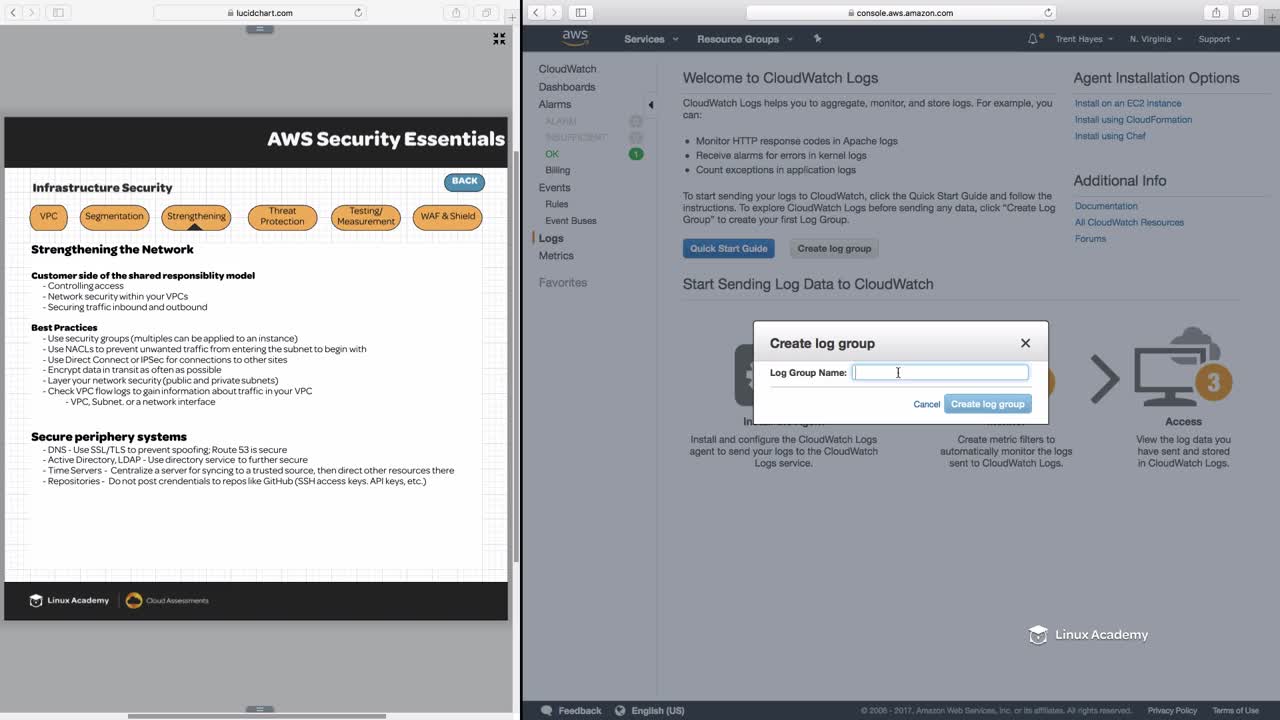 lucidchart.com
AWS Security Essentials
Infrastructure Security
BACK
VPC
Segmentation
Strengthening
Threat
Protection
Testing/
Measurement
WAF & Shield
Strengthening the Network
Customer side of the shared responsiblity model
- Controlling access
- Network security within your VPCs
- Securing traffic inbound and outbound
Best Practices
- Use security groups (multiples can be applied to an instance)
- Use NACLs to prevent unwanted traffic from entering the subnet to begin with
- Use Direct Connect or IPSec for connections to other sites
- Encrypt data in transit as often as possible
- Layer your network security (public and private subnets)
- Check VPC flow logs to gain information about traffic in your VPC
- VPC, Subnet. or a network interface
Secure periphery systems
- DNS - Use SSL/TLS to prevent spoofing; Route 53 is secure
- Active Directory, LDAP - Use directory service to further secure
- Time Servers - Centralize a server for syncing to a trusted source, then direct other resources there
- Repositories - Do not post crendentials to repos like GitHub (SSH access keys. API keys, etc.)
Linux Academy
Cloud Assessments
console.aws.amazon.com
aws
Services
Resource Groups
Trent Hayes
N. Virginia
Support
CloudWatch
Dashboards
Alarms
ALARM
INSUFFICIENT
OK
1
Billing
Events
Rules
Event Buses
Logs
Metrics
Favorites
Welcome to CloudWatch Logs
CloudWatch Logs helps you to aggregate, monitor, and store logs. For example, you
can:
Monitor HTTP response codes in Apache logs
Receive alarms for errors in kernel logs
Count exceptions in application logs
To start sending your logs to CloudWatch, click the Quick Start Guide and follow the
instructions. To explore CloudWatch Logs before sending any data, click "Create Log
Group" to create your first Log Group.
Quick Start Guide
Create log group
Start Sending Log Data to CloudWatch
Agent Installation Options
Install on an EC2 instance
Install using CloudFormation
Install using Chef
Additional Info
Documentation
All CloudWatch Resources
Forums
Create log group
Log Group Name:
Cancel
Create log group
Install and configure the CloudWatch Logs
agent to send your logs to the CloudWatch
Logs service.
Create metric filters to
automatically monitor the logs
sent to CloudWatch Logs.
3
Access
View the log data you
have sent and stored
in CloudWatch Logs.
Linux Academy
Feedback
English (US)
© 2008 - 2017, Amazon Web Services, Inc. or its affiliates. All rights reserved.
Privacy Policy
Terms of Use